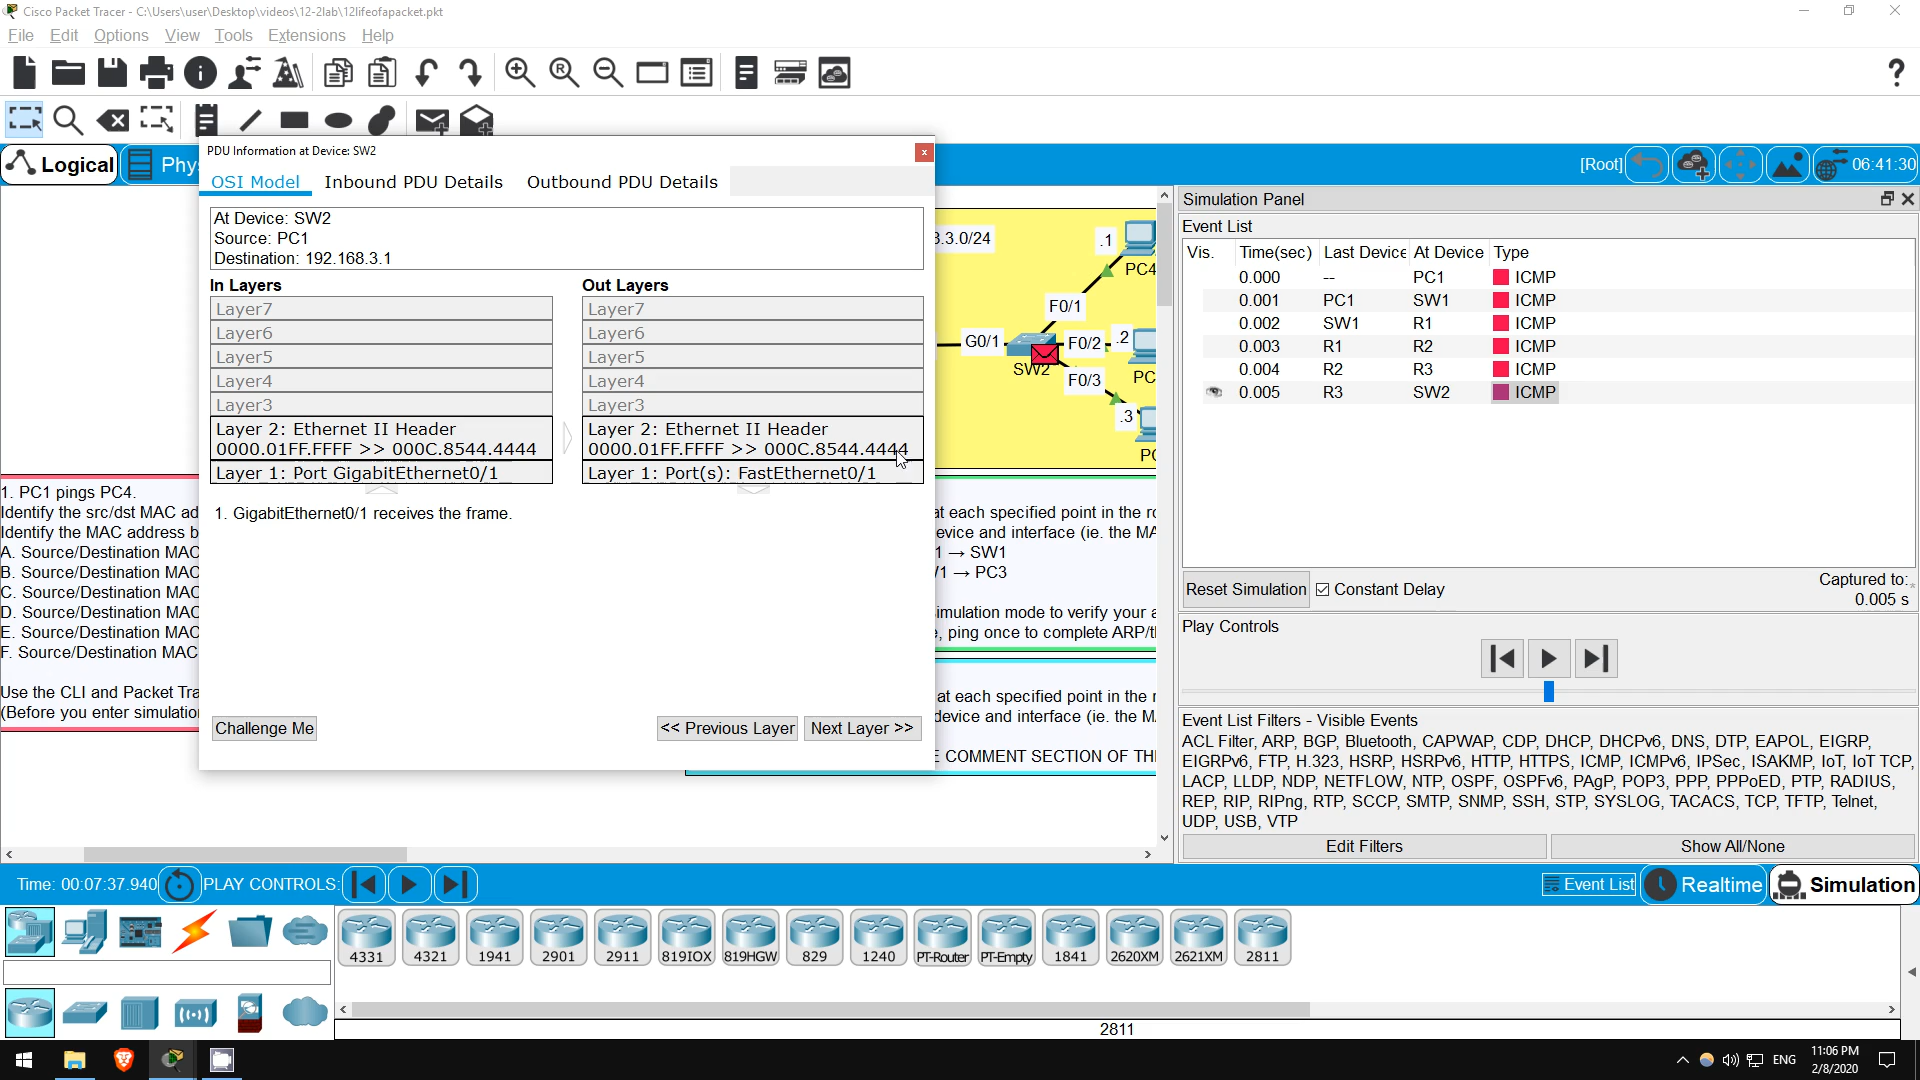 Cisco Packet Tracer - C:\Users\user\Desktop\videos\12-2lab\12lifeofapacket.pkt
File Edit Options View Tools Extensions Help
Logical
Phy
[Root]
06:41:30
PDU Information at Device: SW2
OSI Model Inbound PDU Details Outbound PDU Details
At Device: SW2
Source: PC1
Destination: 192.168.3.1
In Layers
Layer7
Layer6
Layer5
Layer4
Layer3
Layer 2: Ethernet II Header
0000.01FF.FFFF >> 000C.8544.4444
Layer 1: Port GigabitEthernet0/1
Out Layers
Layer7
Layer6
Layer5
Layer4
Layer3
Layer 2: Ethernet II Header
0000.01FF.FFFF >> 000C.8544.4444
Layer 1: Port(s): FastEthernet0/1
1. GigabitEthernet0/1 receives the frame.
Challenge Me
<< Previous Layer
Next Layer >>
3.3.0/24
.1
PC4
F0/1
G0/1
F0/2
.2
SW2
PC
F0/3
.3
PC
1. PC1 pings PC4.
Identify the src/dst MAC ad
Identify the MAC address b
A. Source/Destination MAC
B. Source/Destination MAC
C. Source/Destination MAC
D. Source/Destination MAC
E. Source/Destination MAC
F. Source/Destination MAC
Use the CLI and Packet Tra
(Before you enter simulatio
at each specified point in the ro
evice and interface (ie. the MA
1 → SW1
/1 → PC3
imulation mode to verify your a
, ping once to complete ARP/
at each specified point in the r
device and interface (ie. the M
E COMMENT SECTION OF TH
Simulation Panel
Event List
Vis. Time(sec) Last Device At Device Type
0.000 -- PC1 ICMP
0.001 PC1 SW1 ICMP
0.002 SW1 R1 ICMP
0.003 R1 R2 ICMP
0.004 R2 R3 ICMP
0.005 R3 SW2 ICMP
Reset Simulation
Constant Delay
Captured to:
0.005 s
Play Controls
Event List Filters - Visible Events
ACL Filter, ARP, BGP, Bluetooth, CAPWAP, CDP, DHCP, DHCPv6, DNS, DTP, EAPOL, EIGRP,
EIGRPv6, FTP, H.323, HSRP, HSRPv6, HTTP, HTTPS, ICMP, ICMPv6, IPSec, ISAKMP, IoT, IoT TCP,
LACP, LLDP, NDP, NETFLOW, NTP, OSPF, OSPFv6, PAgP, POP3, PPP, PPPoED, PTP, RADIUS,
REP, RIP, RIPng, RTP, SCCP, SMTP, SNMP, SSH, STP, SYSLOG, TACACS, TCP, TFTP, Telnet,
UDP, USB, VTP
Edit Filters
Show All/None
Time: 00:07:37.940
PLAY CONTROLS:
Event List
Realtime
Simulation
4331 4321 1941 2901 2911 819IOX 819HGW 829 1240 PT-Router PT-Empty 1841 2620XM 2621XM 2811
2811
ENG
11:06 PM
2/8/2020